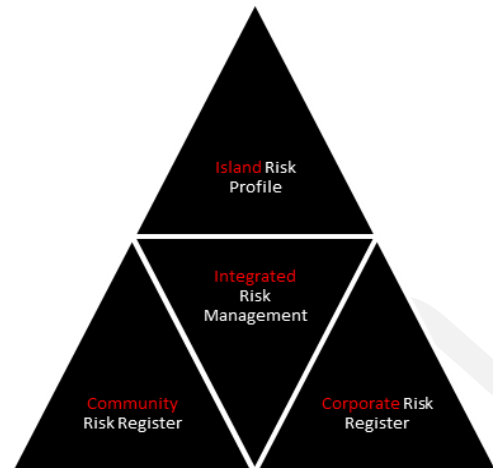 Island Risk
Profile
Integrated
Risk
Management
Community
Risk Register
Corporate Risk
Register